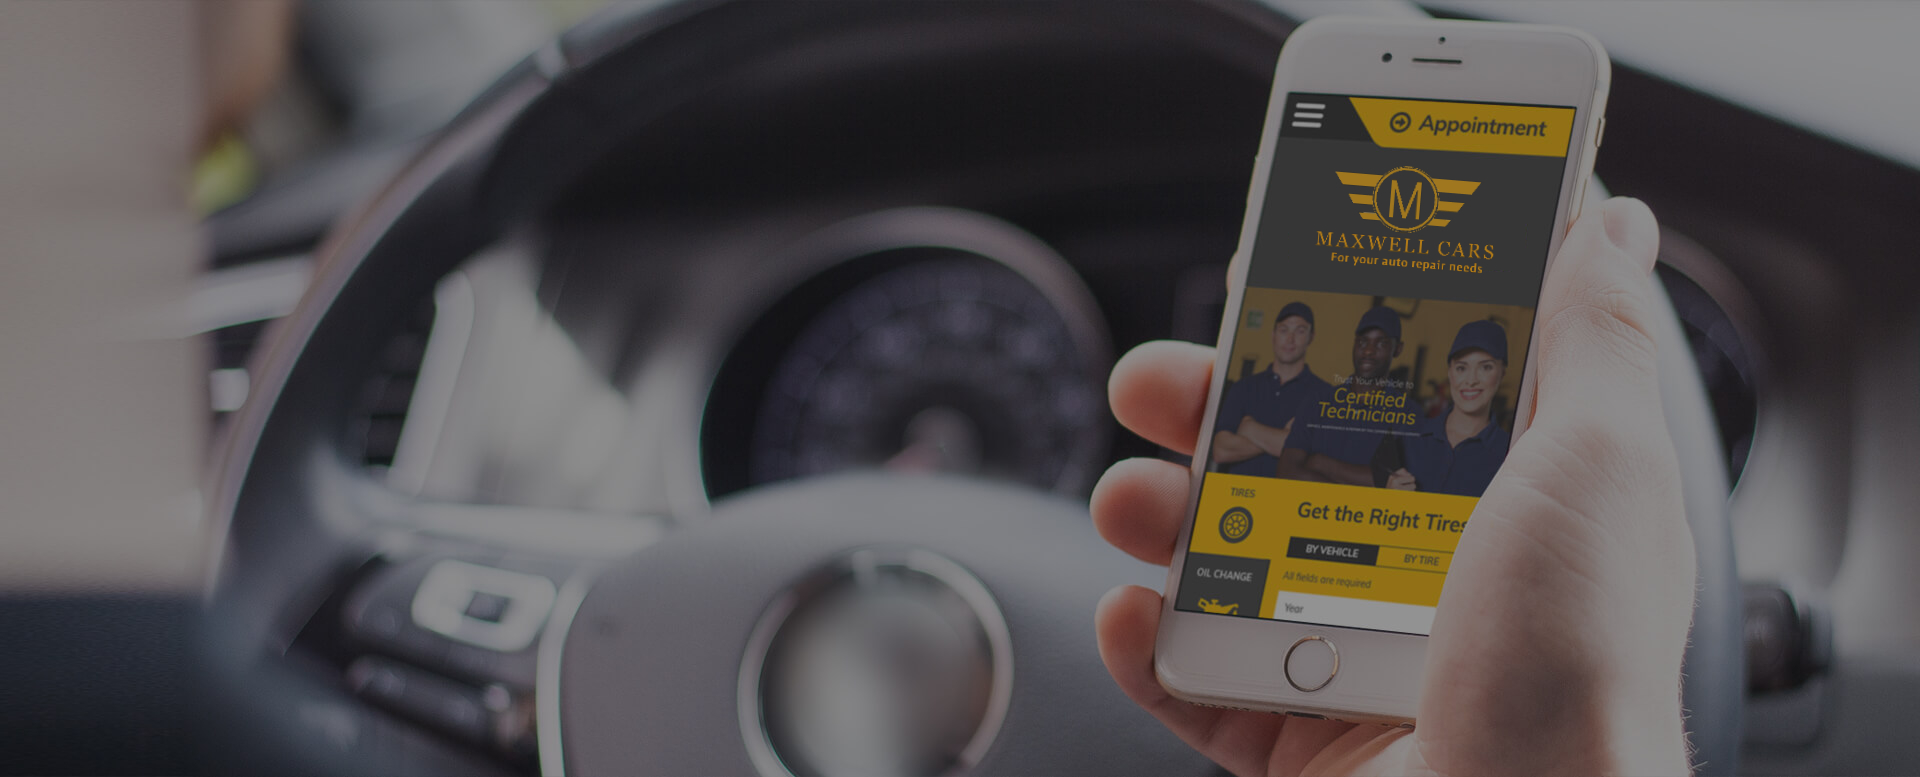 Appointment
M
MAXWELL CARS
For your auto repair needs
Trust Your Vehicle to
Certified
Technicians
TIRES
Get the Right Tires
BY VEHICLE
BY TIRE
OIL CHANGE
All fields are required
Year